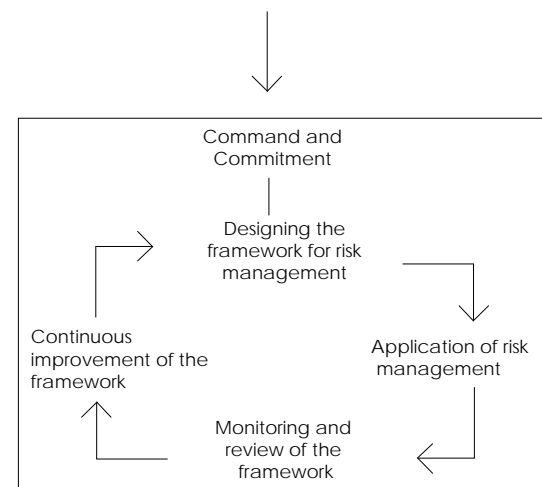 Command and
Commitment
Designing the
framework for risk
management
Application of risk
management
Monitoring and
review of the
framework
Continuous
improvement of the
framework